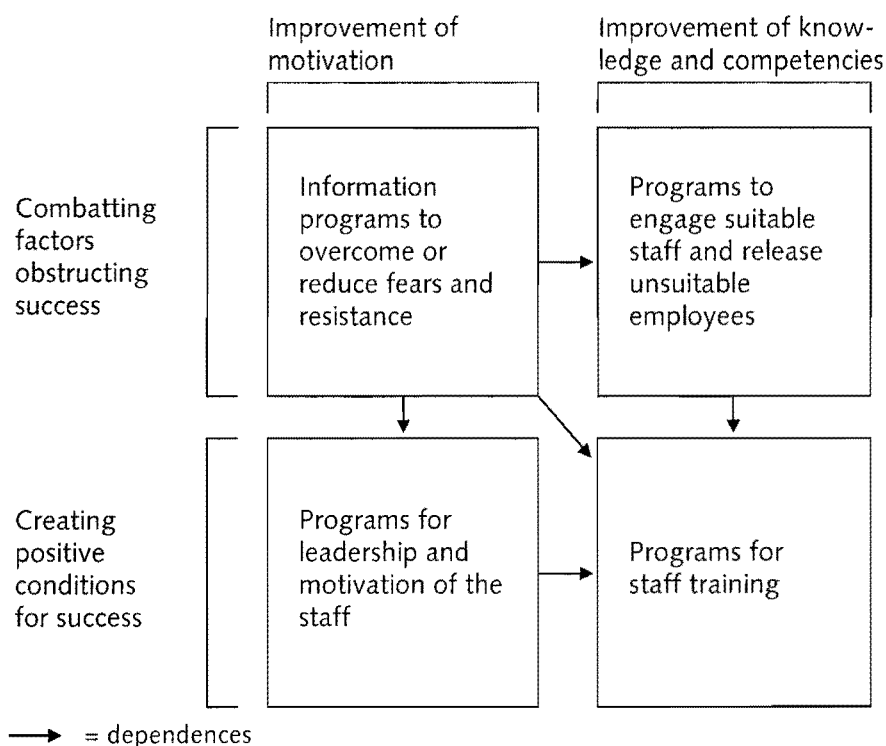 Improvement of
motivation
Improvement of know-
ledge and competencies
Combatting
factors
obstructing
success
Information
programs to
overcome or
reduce fears and
resistance
Programs to
engage suitable
staff and release
unsuitable
employees
Creating
positive
conditions
for success
Programs for
leadership and
motivation of the
staff
Programs for
staff training
= dependences